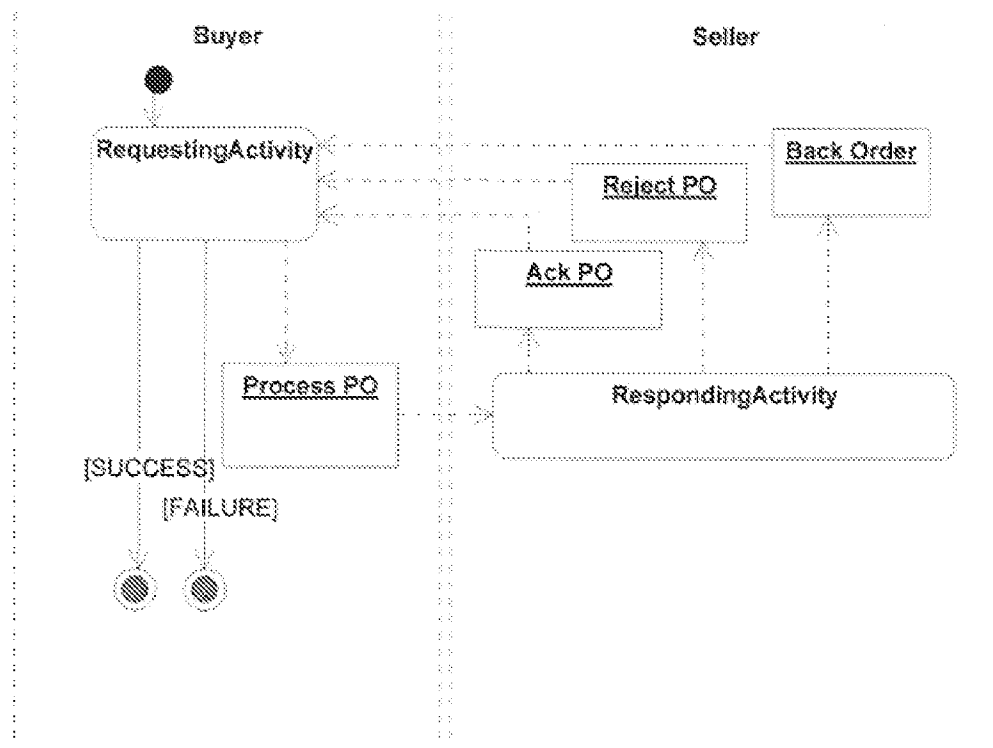 Buyer
Seller
RequestingActivity
Back Order
Reject PO
Ack PO
Process PO
RespondingActivity
[SUCCESS]
[FAILURE]